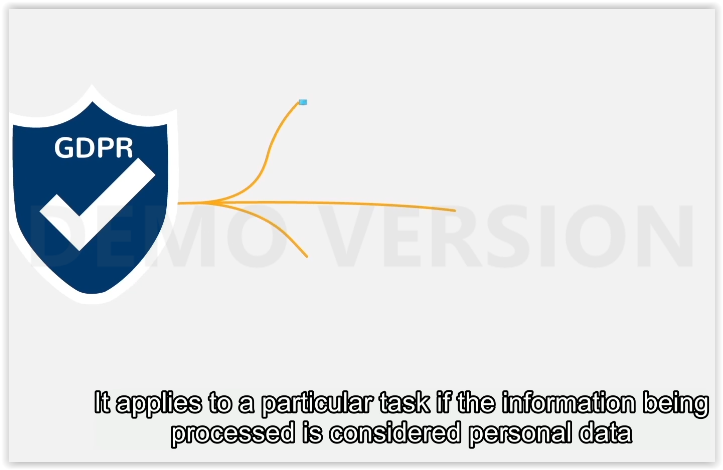 GDPR
DEMO VERSION
It applies to a particular task if the information being
processed is considered personal data